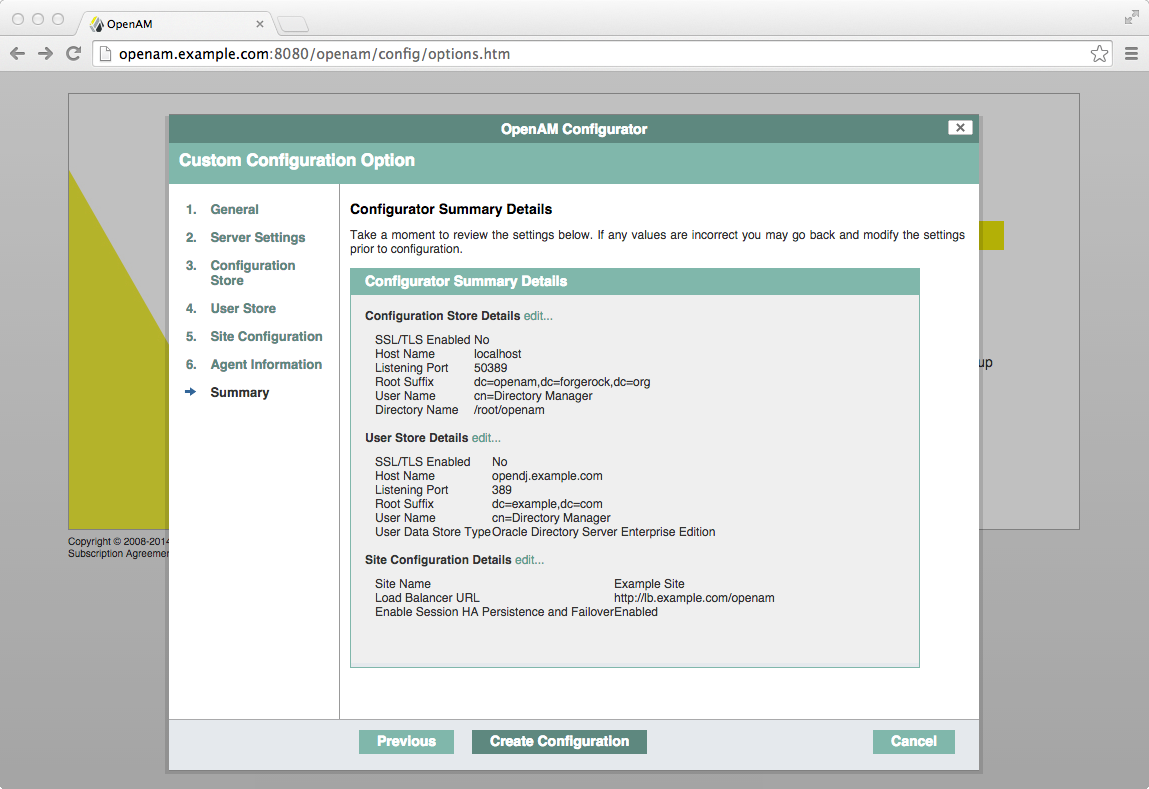 OpenAM
openam.example.com:8080/openam/config/options.htm
OpenAM Configurator
Custom Configuration Option
1. General
2. Server Settings
3. Configuration
Store
4. User Store
5. Site Configuration
6. Agent Information
Summary
Configurator Summary Details
Take a moment to review the settings below. If any values are incorrect you may go back and modify the settings
prior to configuration.
Configurator Summary Details
Configuration Store Details edit...
SSL/TLS Enabled No
Host Name localhost
Listening Port 50389
Root Suffix dc=openam,dc=forgerock,dc=org
User Name cn=Directory Manager
Directory Name /root/openam
User Store Details edit...
SSL/TLS Enabled No
Host Name opendj.example.com
Listening Port 389
Root Suffix dc=example,dc=com
User Name cn=Directory Manager
User Data Store Type Oracle Directory Server Enterprise Edition
Site Configuration Details edit...
Site Name Example Site
Load Balancer URL http://lb.example.com/openam
Enable Session HA Persistence and Failover Enabled
Previous
Create Configuration
Cancel
up
Copyright © 2008-2014
Subscription Agreemen